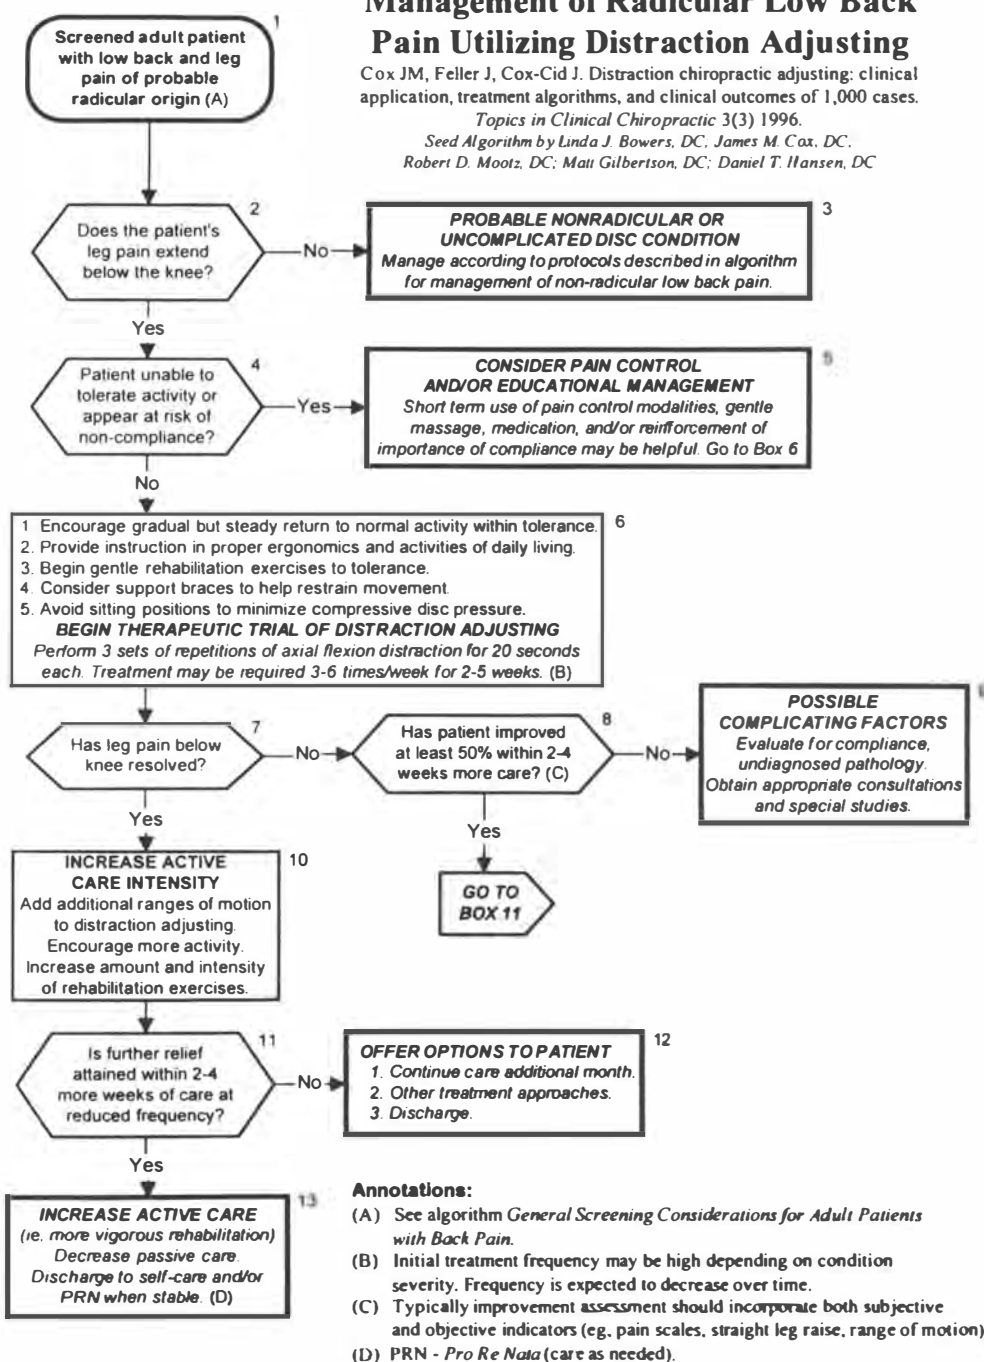 Management of Radicular Low Back
Pain Utilizing Distraction Adjusting
Cox JM, Feller J, Cox-Cid J. Distraction chiropractic adjusting: clinical
application, treatment algorithms, and clinical outcomes of 1,000 cases.
Topics in Clinical Chiropractic 3(3) 1996.
Seed Algorithm by Linda J. Bowers, DC, James M. Cox, DC,
Robert D. Mootz, DC; Matt Gilbertson, DC; Daniel T. Hansen, DC
1
Screened adult patient
with low back and leg
pain of probable
radicular origin (A)
2
Does the patient's
leg pain extend
below the knee?
No
3
PROBABLE NONRADICULAR OR
UNCOMPLICATED DISC CONDITION
Manage according to protocols described in algorithm
for management of non-radicular low back pain.
Yes
4
Patient unable to
tolerate activity or
appear at risk of
non-compliance?
Yes
5
CONSIDER PAIN CONTROL
AND/OR EDUCATIONAL MANAGEMENT
Short term use of pain control modalities, gentle
massage, medication, and/or reinfforcement of
importance of compliance may be helpful. Go to Box 6
No
6
1 Encourage gradual but steady return to normal activity within tolerance.
2. Provide instruction in proper ergonomics and activities of daily living.
3. Begin gentle rehabilitation exercises to tolerance.
4. Consider support braces to help restrain movement.
5. Avoid sitting positions to minimize compressive disc pressure.
BEGIN THERAPEUTIC TRIAL OF DISTRACTION ADJUSTING
Perform 3 sets of repetitions of axial flexion distraction for 20 seconds
each. Treatment may be required 3-6 times/week for 2-5 weeks. (B)
7
Has leg pain below
knee resolved?
No
8
Has patient improved
at least 50% within 2-4
weeks more care? (C)
No
POSSIBLE
COMPLICATING FACTORS
Evaluate for compliance,
undiagnosed pathology.
Obtain appropriate consultations
and special studies.
Yes
GO TO
BOX 11
Yes
10
INCREASE ACTIVE
CARE INTENSITY
Add additional ranges of motion
to distraction adjusting.
Encourage more activity.
Increase amount and intensity
of rehabilitation exercises.
11
Is further relief
attained within 2-4
more weeks of care at
reduced frequency?
No
12
OFFER OPTIONS TO PATIENT
1. Continue care additional month.
2. Other treatment approaches.
3. Discharge.
Yes
13
INCREASE ACTIVE CARE
(ie, more vigorous rehabilitation)
Decrease passive care.
Discharge to self-care and/or
PRN when stable. (D)
Annotations:
(A) See algorithm General Screening Considerations for Adult Patients
with Back Pain.
(B) Initial treatment frequency may be high depending on condition
severity. Frequency is expected to decrease over time.
(C) Typically improvement assessment should incorporate both subjective
and objective indicators (eg, pain scales, straight leg raise, range of motion)
(D) PRN - Pro Re Nata (care as needed).